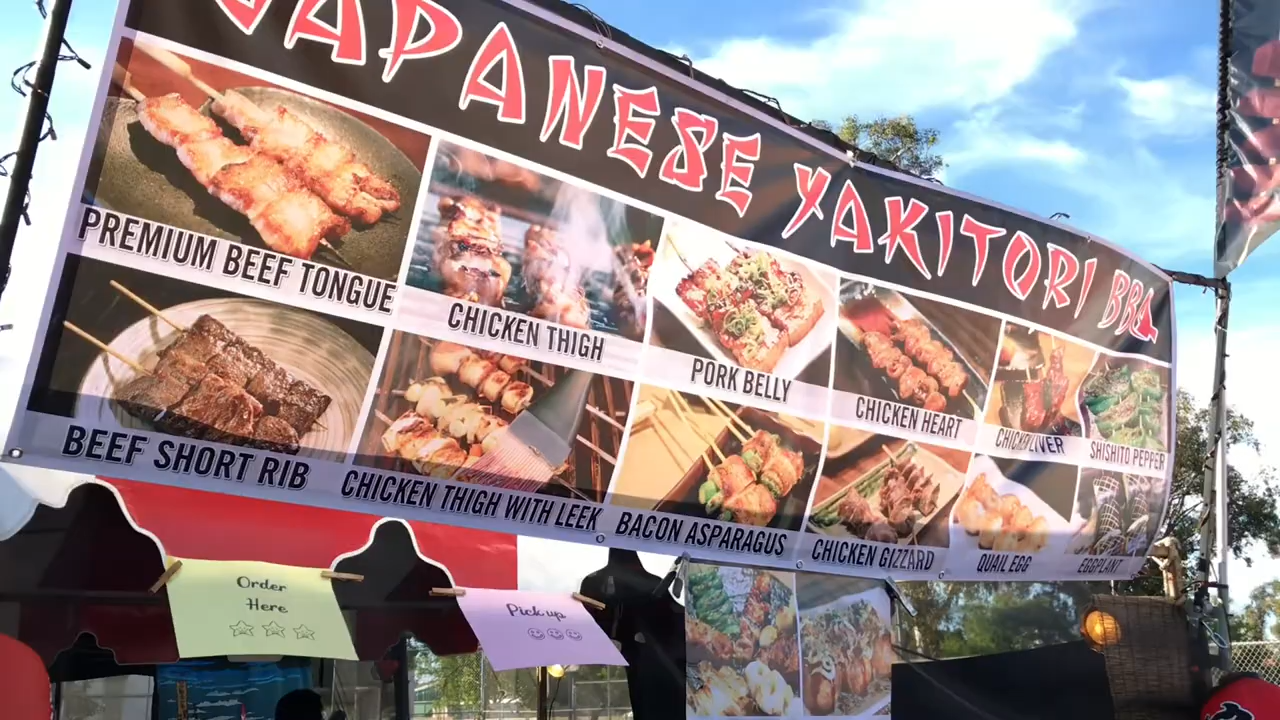 JAPANESE YAKITORI BBQ
PREMIUM BEEF TONGUE
CHICKEN THIGH
PORK BELLY
CHICKEN HEART
LIVER
SHISHITO PEPPER
BEEF SHORT RIB
CHICKEN THIGH WITH LEEK
BACON ASPARAGUS
CHICKEN GIZZARD
QUAIL EGG
EGGPLANT
Order
Here
Pick up